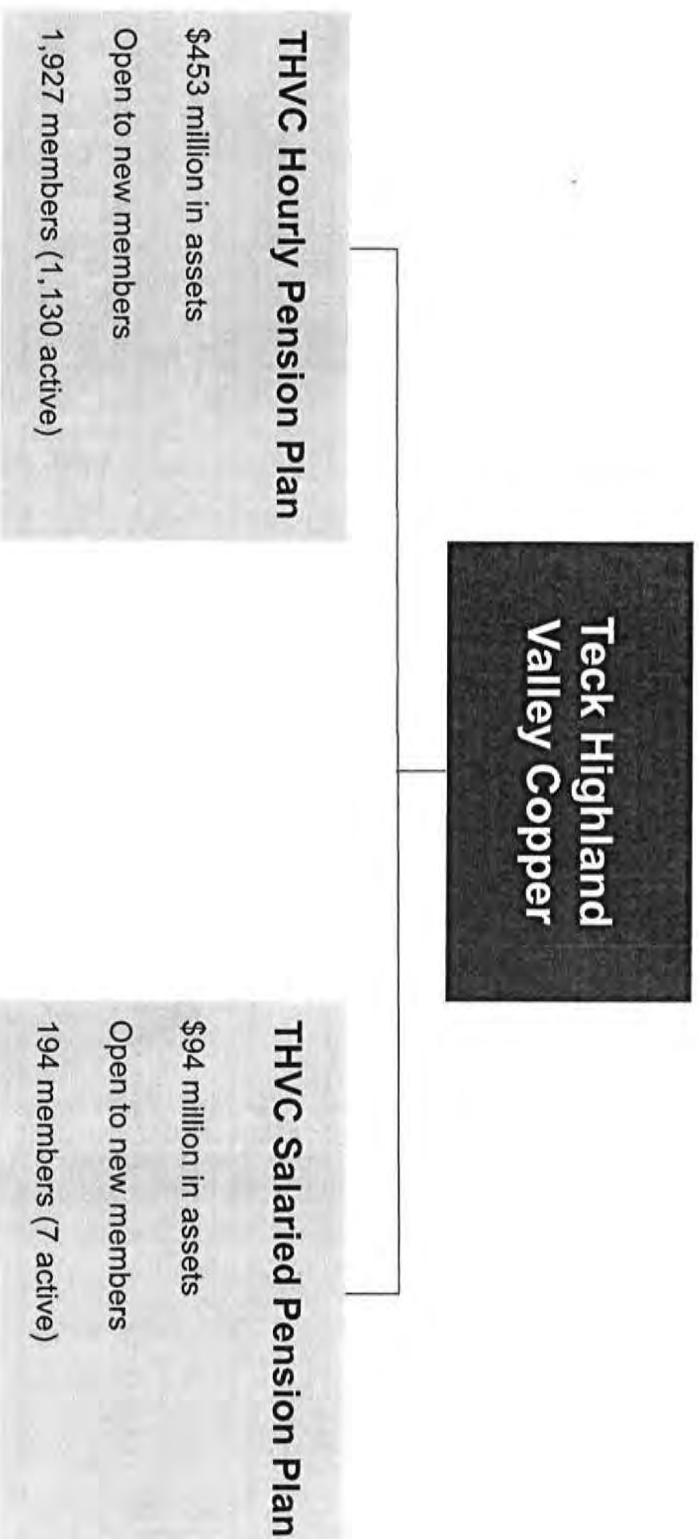 Teck Highland
Valley Copper
THVC Hourly Pension Plan
$453 million in assets
Open to new members
1,927 members (1,130 active)
THVC Salaried Pension Plan
$94 million in assets
Open to new members
194 members (7 active)